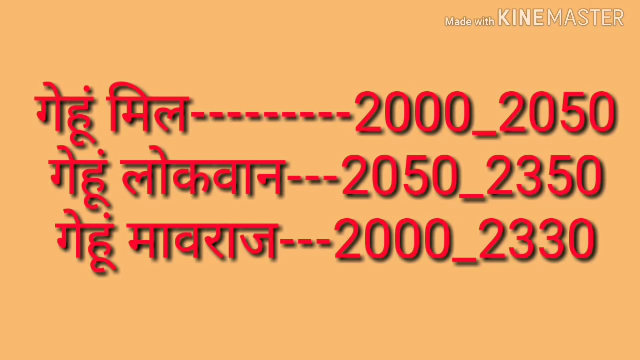 Made with KINEMASTER
गेहूं मिल---------2000_2050
गेहूं लोकवान---2050_2350
गेहूं मावराज---2000_2330